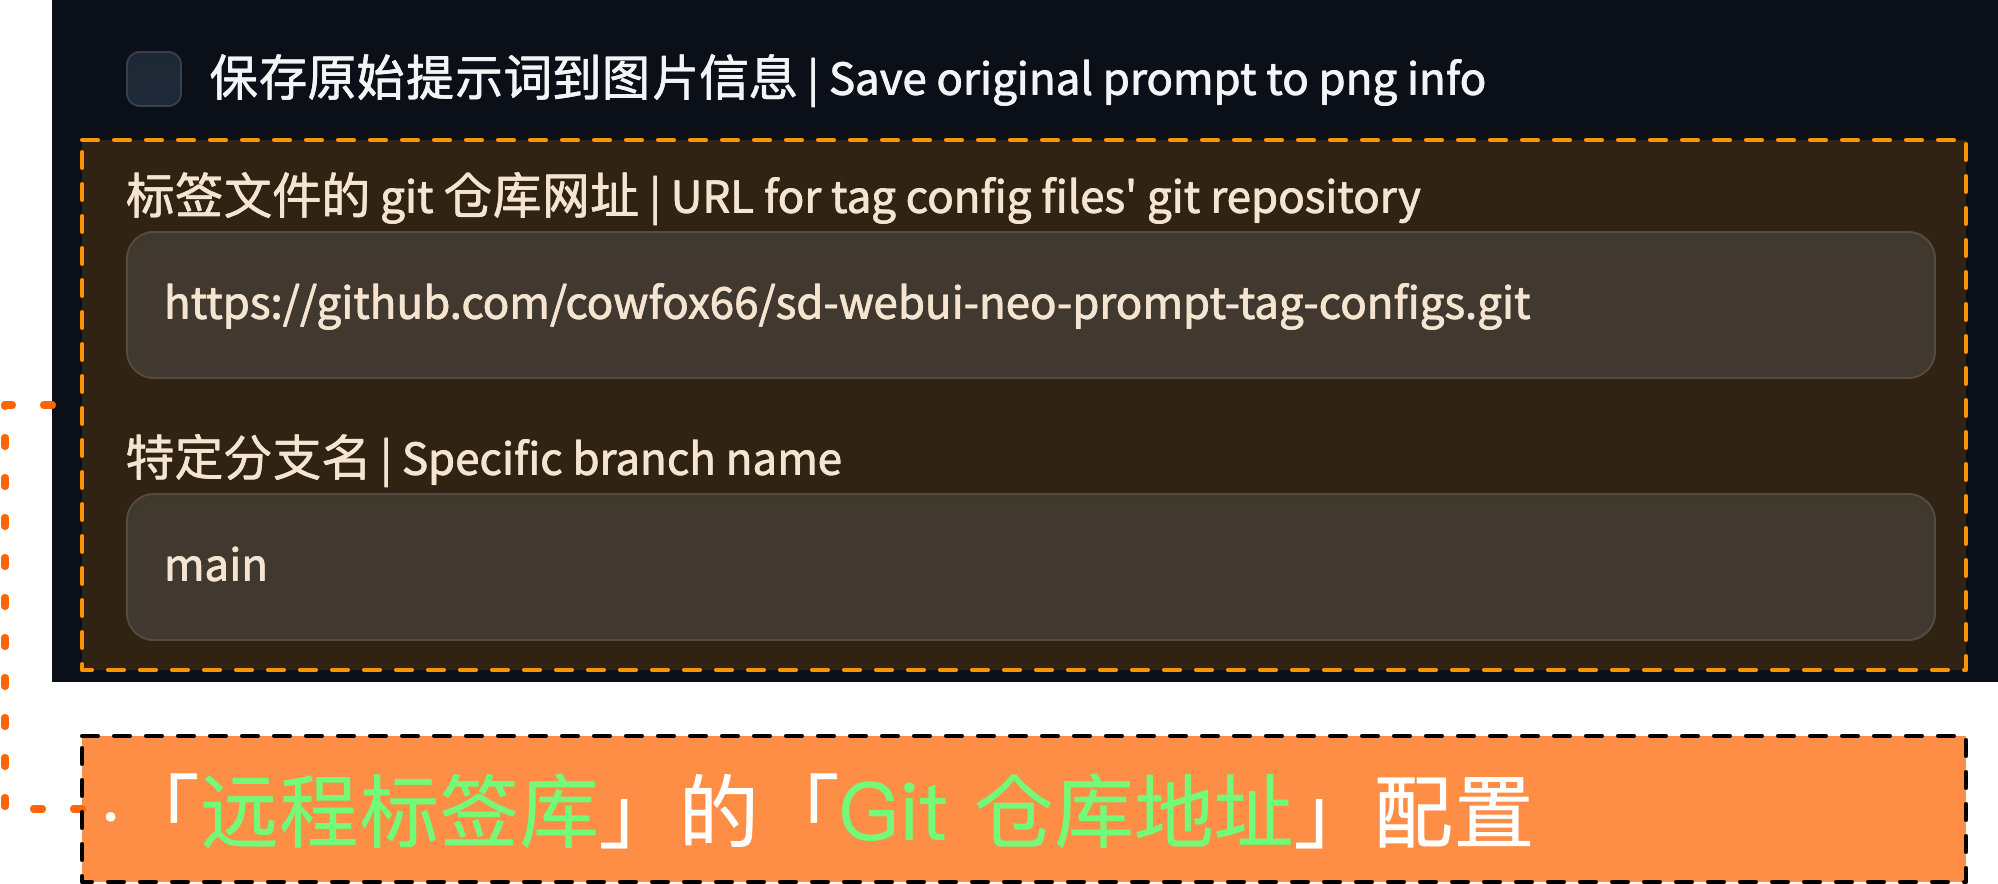 保存原始提示词到图片信息 | Save original prompt to png info
标签文件的 git 仓库网址 | URL for tag config files' git repository
https://github.com/cowfox66/sd-webui-neo-prompt-tag-configs.git
特定分支名 | Specific branch name
main
·「远程标签库」的「Git 仓库地址」配置